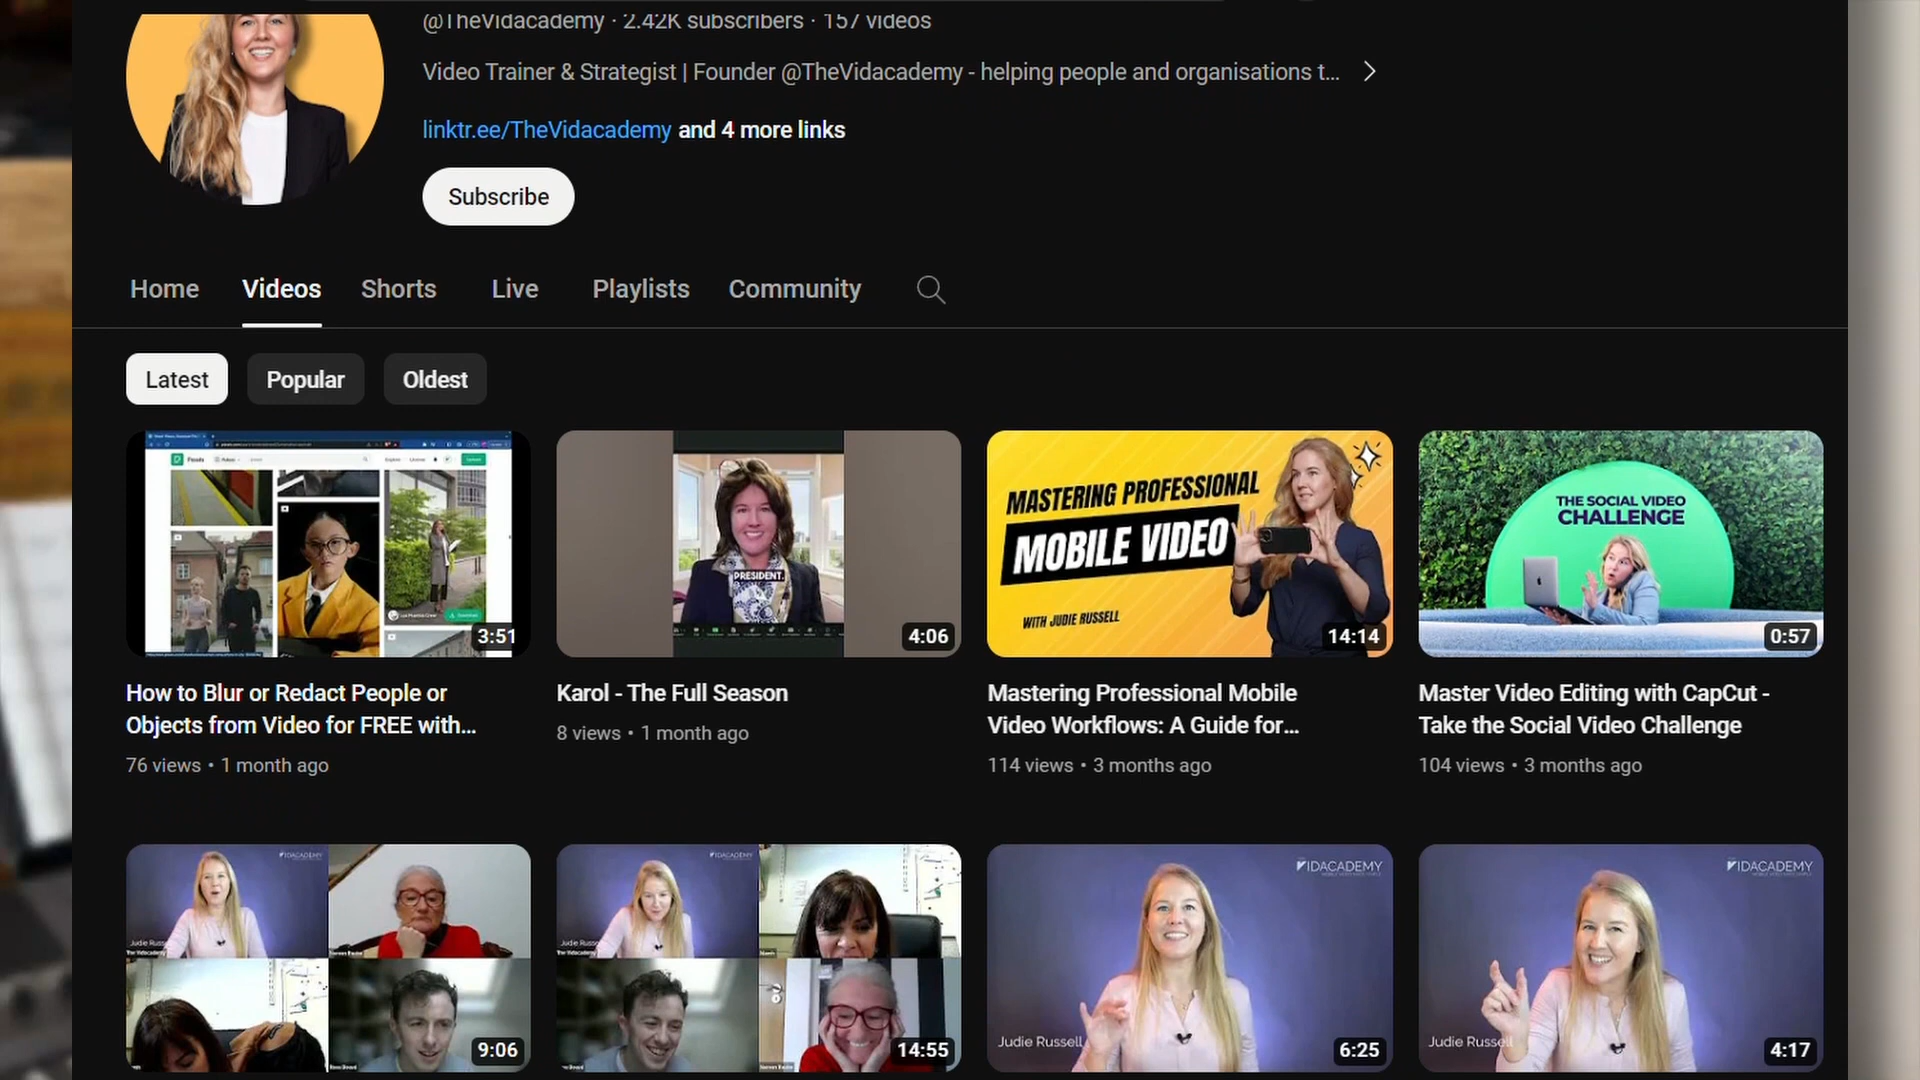 @TheVidacademy · 2.42K subscribers · 157 videos
Video Trainer & Strategist | Founder @TheVidacademy - helping people and organisations t...
linktr.ee/TheVidacademy and 4 more links
Subscribe
Home Videos Shorts Live Playlists Community
Latest Popular Oldest
3:51
PRESIDENT.
4:06
MASTERING PROFESSIONAL
MOBILE VIDEO
WITH JUDIE RUSSELL
14:14
THE SOCIAL VIDEO
CHALLENGE
0:57
How to Blur or Redact People or
Objects from Video for FREE with...
76 views • 1 month ago
Karol - The Full Season
8 views • 1 month ago
Mastering Professional Mobile
Video Workflows: A Guide for...
114 views • 3 months ago
Master Video Editing with CapCut -
Take the Social Video Challenge
104 views • 3 months ago
VIDACADEMY
Judie Russ
9:06
VIDACADEMY
Judie Russe
14:55
VIDACADEMY
Judie Russell
6:25
VIDACADEMY
Judie Russell
4:17